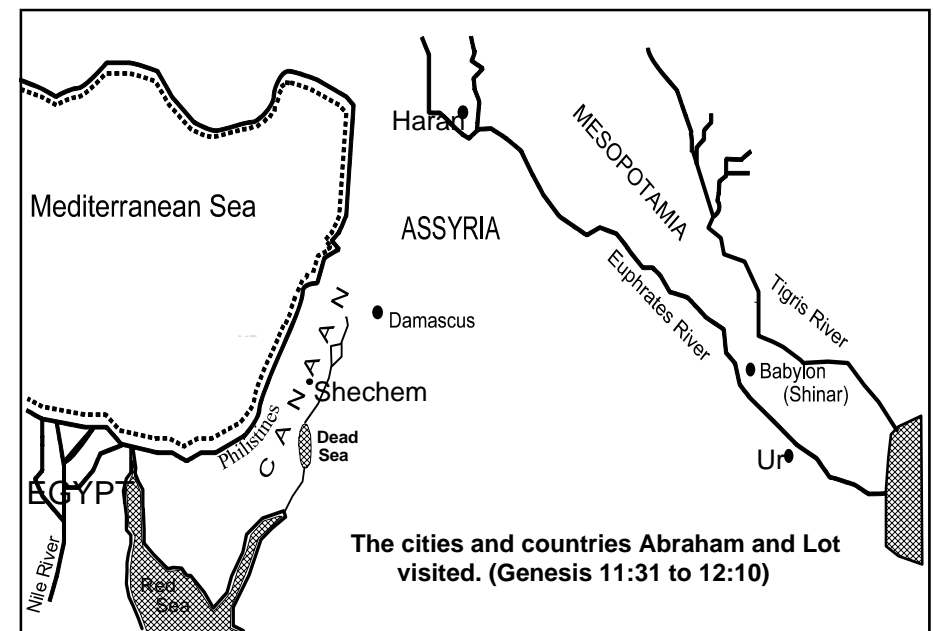 Haran
MESOPOTAMIA
Mediterranean Sea
ASSYRIA
Euphrates River
Tigris River
CANAAN
Damascus
Babylon
(Shinar)
Shechem
Philistines
Dead
Sea
Ur
EGYPT
Nile River
Red
Sea
The cities and countries Abraham and Lot
visited. (Genesis 11:31 to 12:10)